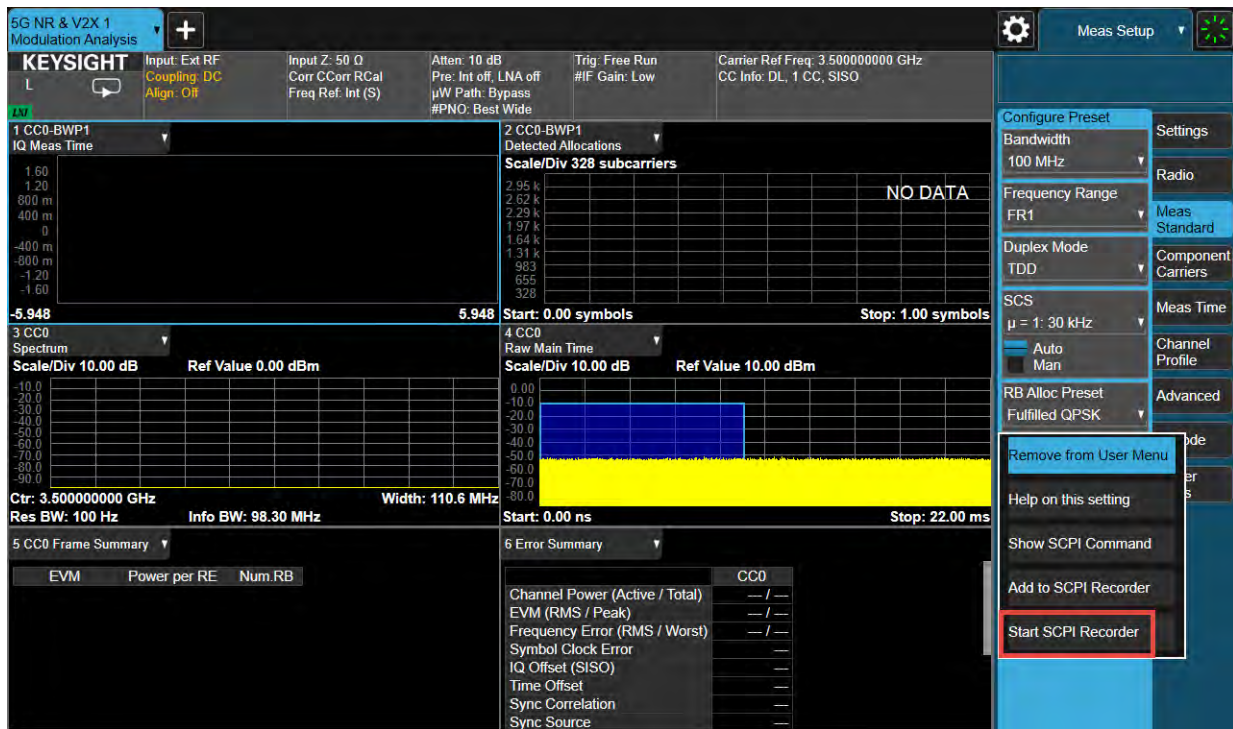 5G NR & V2X 1
Modulation Analysis
Meas Setup
KEYSIGHT
L
LXI
Input: Ext RF
Coupling: DC
Align: Off
Input Z: 50 Ω
Corr CCorr RCal
Freq Ref: Int (S)
Atten: 10 dB
Pre: Int off, LNA off
µW Path: Bypass
#PNO: Best Wide
Trig: Free Run
#IF Gain: Low
Carrier Ref Freq: 3.500000000 GHz
CC Info: DL, 1 CC, SISO
1 CC0-BWP1
IQ Meas Time
1.60
1.20
800 m
400 m
0
-400 m
-800 m
-1.20
-1.60
-5.948
5.948
2 CC0-BWP1
Detected Allocations
Scale/Div 328 subcarriers
NO DATA
2.95 k
2.62 k
2.29 k
1.97 k
1.64 k
1.31 k
983
655
328
Start: 0.00 symbols
Stop: 1.00 symbols
3 CC0
Spectrum
Scale/Div 10.00 dB
Ref Value 0.00 dBm
-10.0
-20.0
-30.0
-40.0
-50.0
-60.0
-70.0
-80.0
-90.0
Ctr: 3.500000000 GHz
Width: 110.6 MHz
Res BW: 100 Hz
Info BW: 98.30 MHz
4 CC0
Raw Main Time
Scale/Div 10.00 dB
Ref Value 10.00 dBm
0.00
-10.0
-20.0
-30.0
-40.0
-50.0
-60.0
-70.0
-80.0
Start: 0.00 ns
Stop: 22.00 ms
5 CC0 Frame Summary
EVM Power per RE Num.RB
6 Error Summary
CC0
Channel Power (Active / Total) --- / ---
EVM (RMS / Peak) --- / ---
Frequency Error (RMS / Worst) --- / ---
Symbol Clock Error ---
IQ Offset (SISO) ---
Time Offset ---
Sync Correlation ---
Sync Source ---
Configure Preset
Bandwidth
100 MHz
Frequency Range
FR1
Duplex Mode
TDD
SCS
µ = 1: 30 kHz
Auto
Man
RB Alloc Preset
Fulfilled QPSK
Settings
Radio
Meas
Standard
Component
Carriers
Meas Time
Channel
Profile
Advanced
ode
er
s
Remove from User Menu
Help on this setting
Show SCPI Command
Add to SCPI Recorder
Start SCPI Recorder